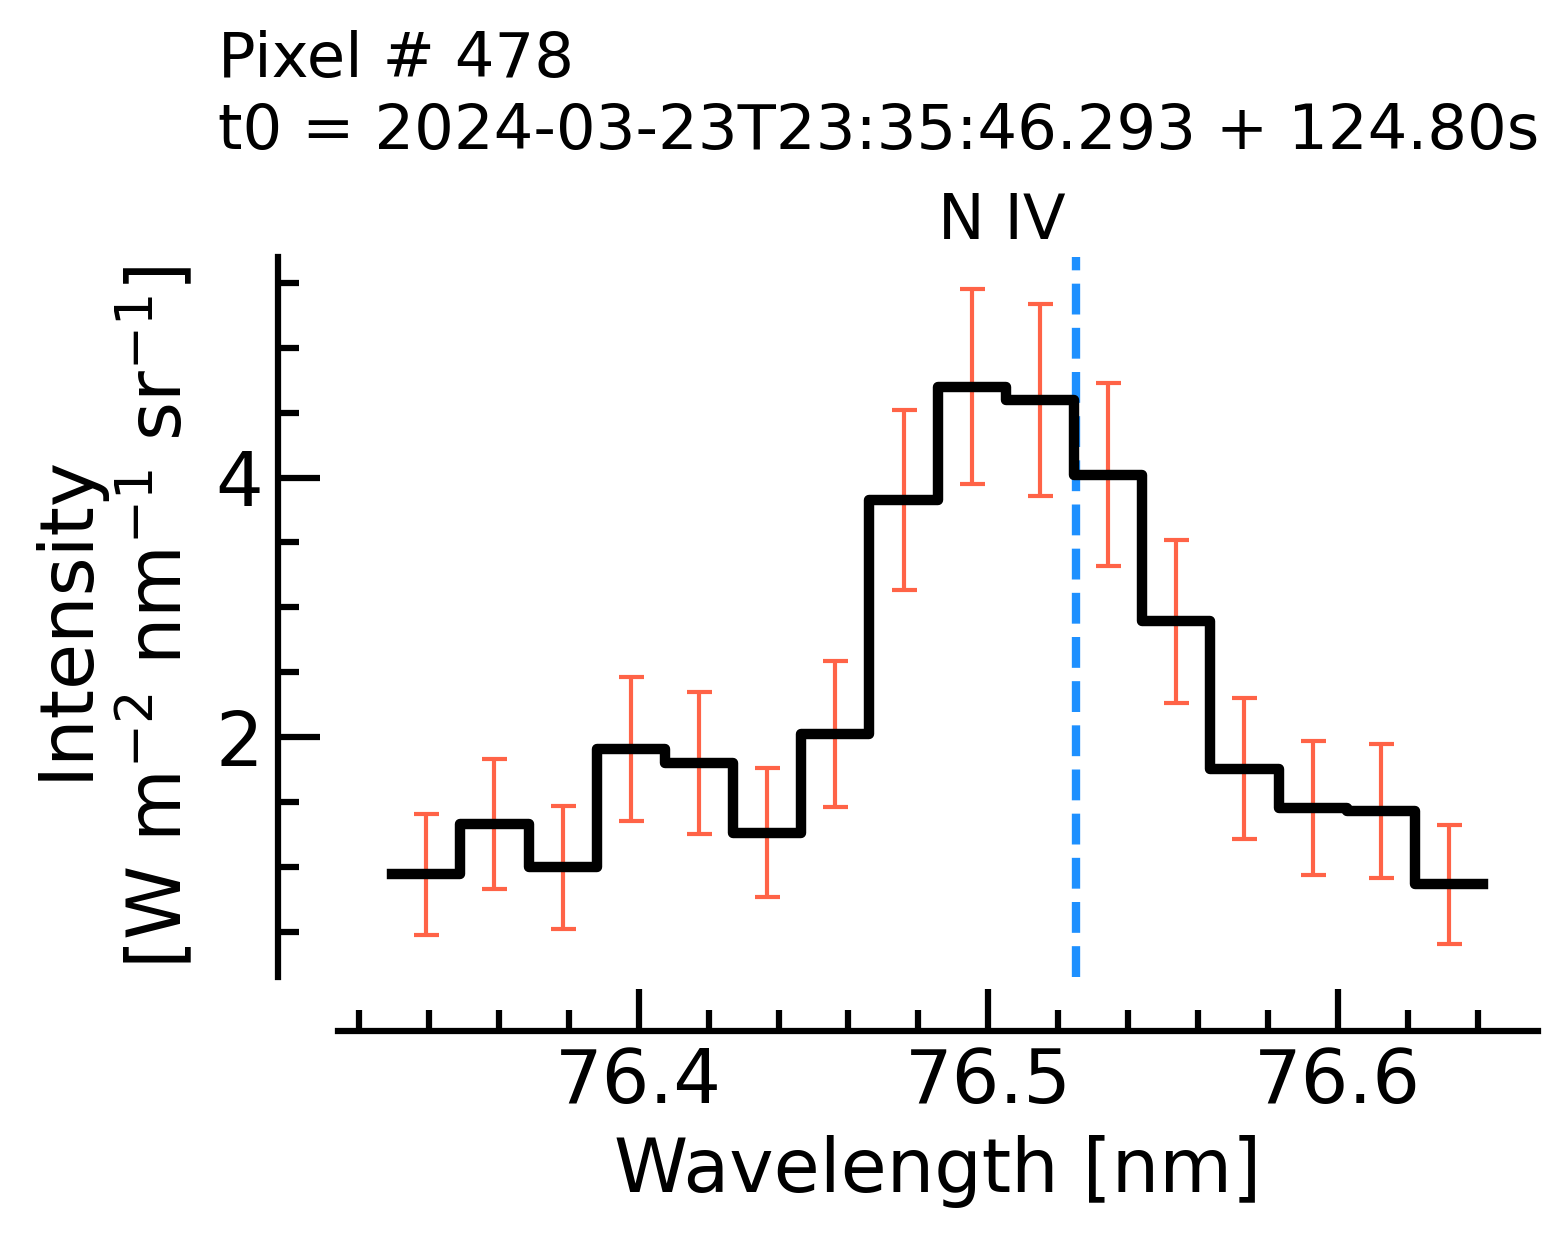 Pixel # 478
t0 = 2024-03-23T23:35:46.293 + 124.80s
N IV
Intensity
[W m⁻² nm⁻¹ sr⁻¹]
4
2
76.4 76.5 76.6
Wavelength [nm]